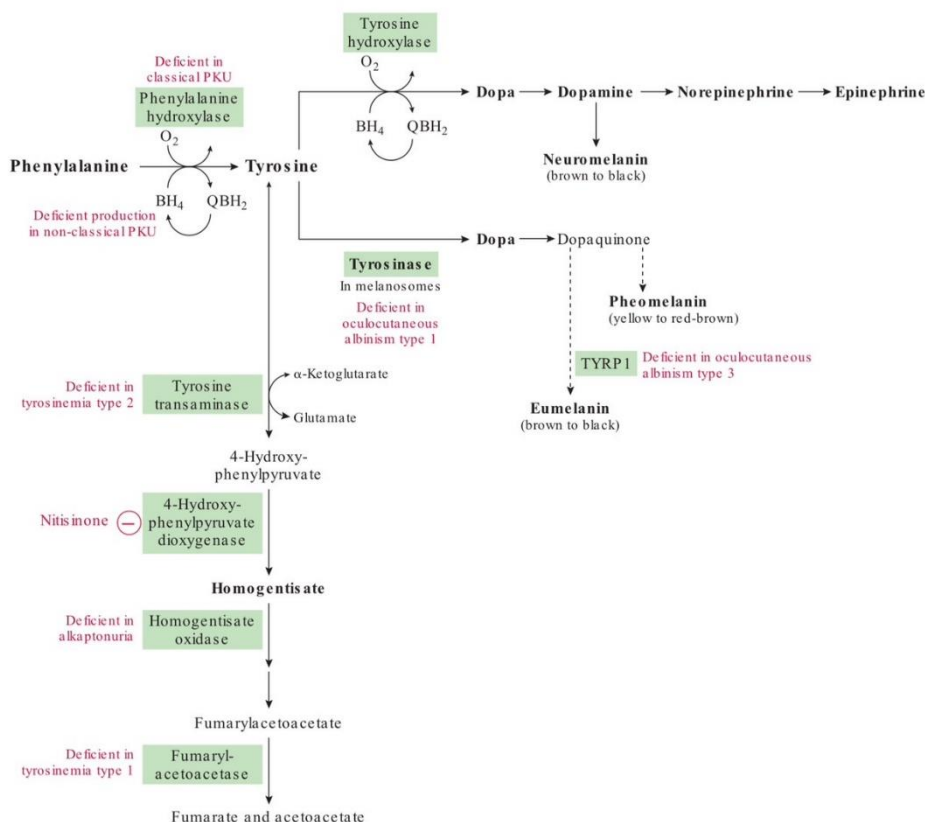 Tyrosine
hydroxylase
O₂
Deficient in
classical PKU
Phenylalanine
hydroxylase
O₂
Dopa
Dopamine
Norepinephrine
Epinephrine
BH₄
QBH₂
Neuromelanin
(brown to black)
Phenylalanine
Tyrosine
BH₄
QBH₂
Deficient production
in non-classical PKU
Dopa
Dopaquinone
Tyrosinase
In melanosomes
Deficient in
oculocutaneous
albinism type 1
Pheomelanin
(yellow to red-brown)
TYRP1
Deficient in oculocutaneous
albinism type 3
Eumelanin
(brown to black)
Deficient in
tyrosinemia type 2
Tyrosine
transaminase
α-Ketoglutarate
Glutamate
4-Hydroxy-
phenylpyruvate
Nitisinone
−
4-Hydroxy-
phenylpyruvate
dioxygenase
Homogentisate
Deficient in
alkaptonuria
Homogentisate
oxidase
Fumarylacetoacetate
Deficient in
tyrosinemia type 1
Fumaryl-
acetoacetase
Fumarate and acetoacetate